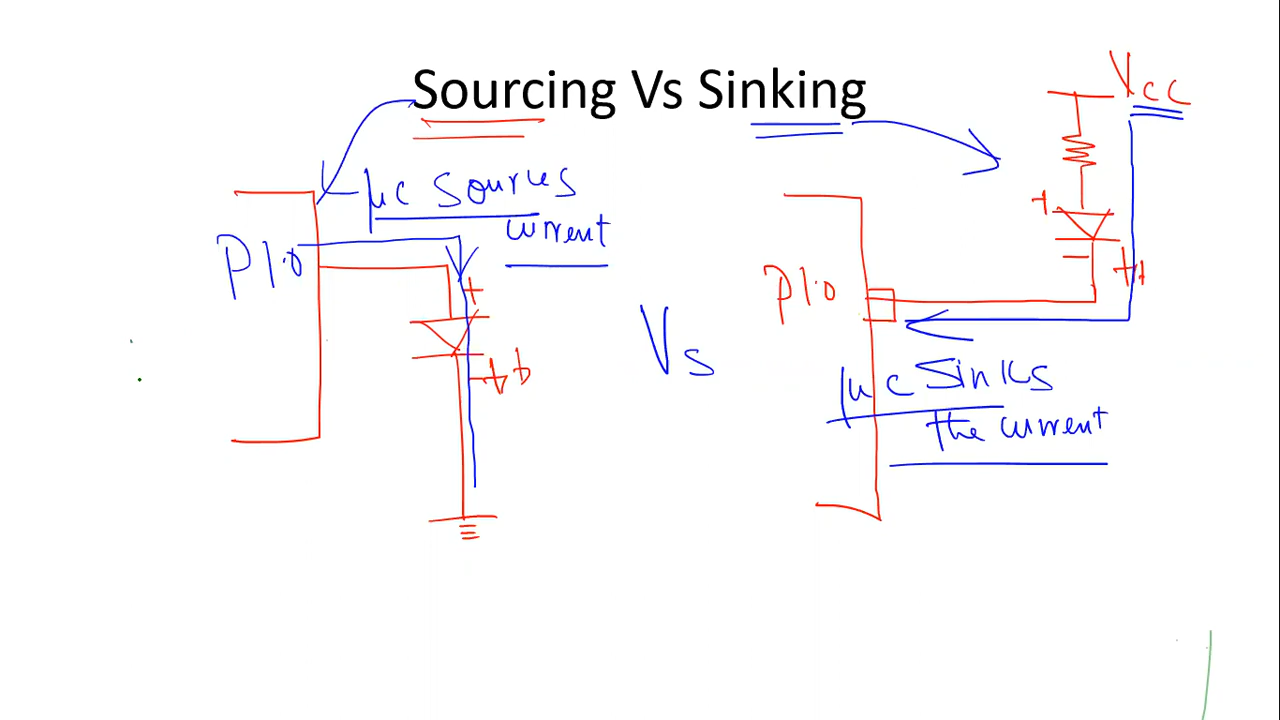 Sourcing Vs Sinking
Vcc
μc sources
current
P1.0
+
Vs
+
-
P1.0
μc Sinks
the current